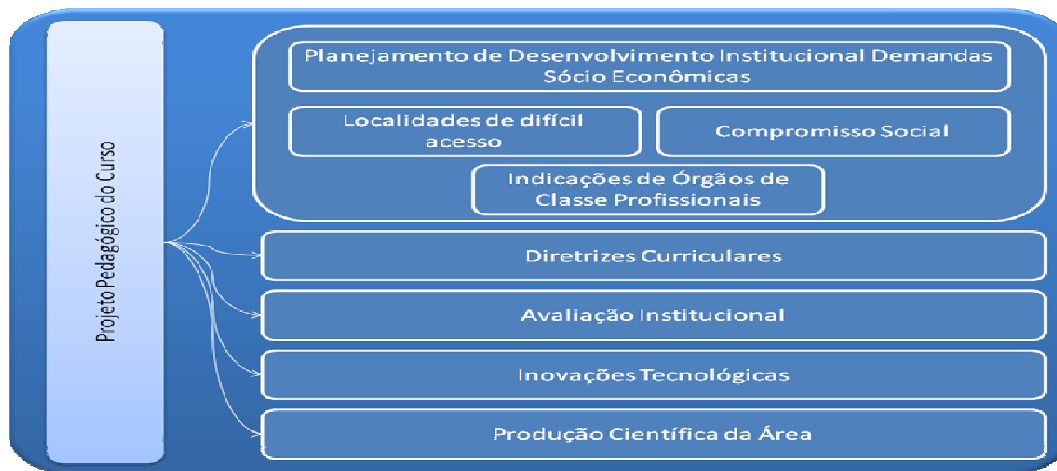 Projeto Pedagógico do Curso
Planejamento de Desenvolvimento Institucional Demandas
Sócio Econômicas
Localidades de difícil
acesso
Compromisso Social
Indicações de Órgãos de
Classe Profissionais
Diretrizes Curriculares
Avaliação Institucional
Inovações Tecnológicas
Produção Científica da Área